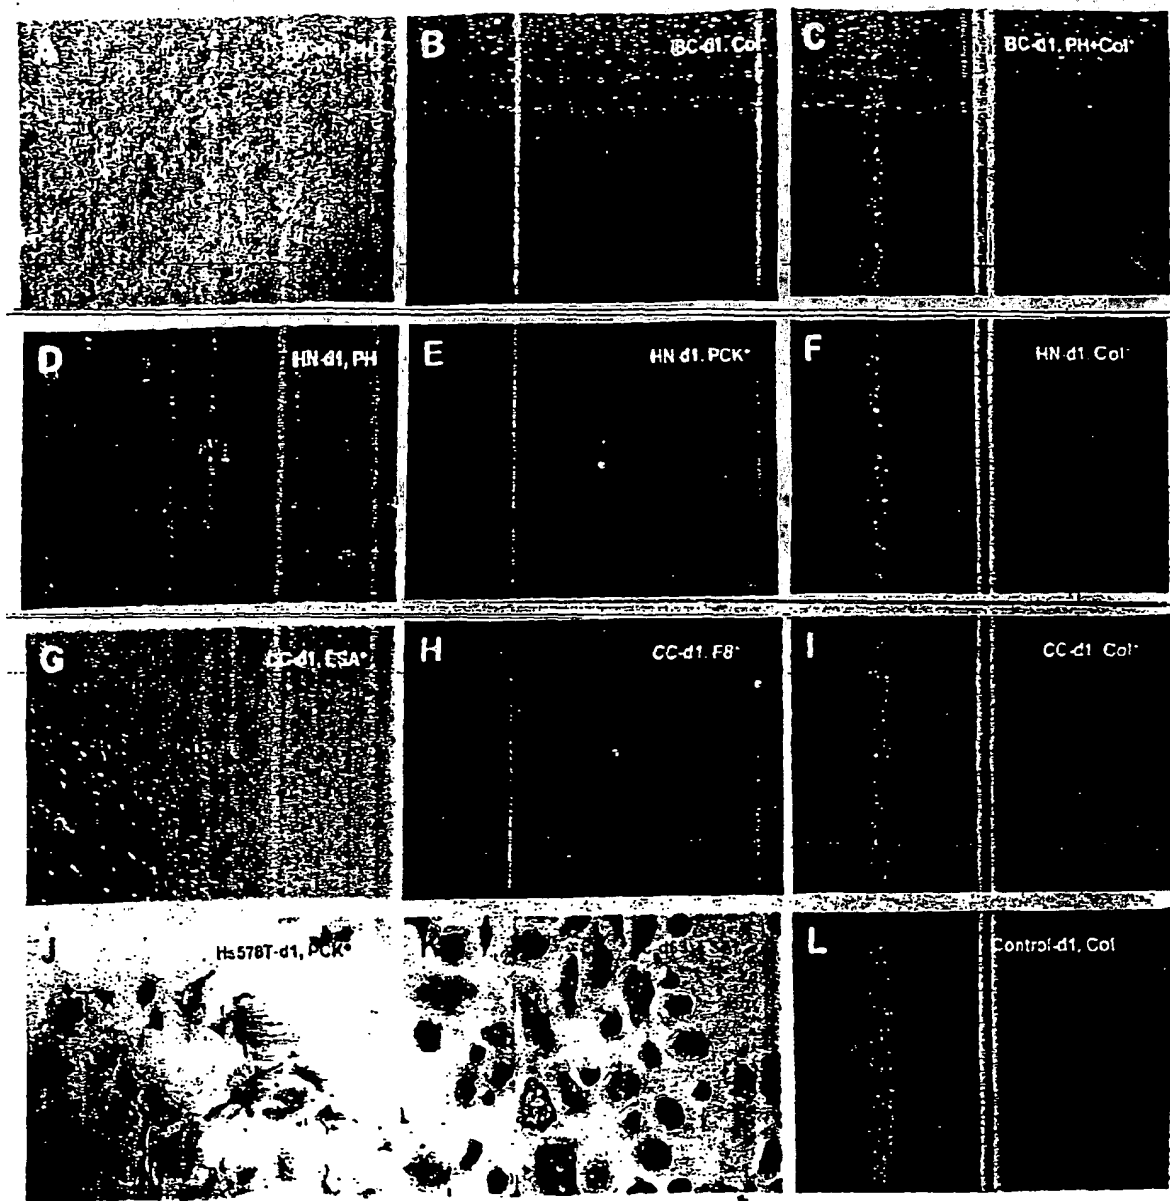 A
B BC-d1, Col
C BC-d1, PH+Col⁺
D HN-d1, PH
E HN-d1, PCK⁺
F HN-d1, Col⁻
G CC-d1, ESA⁺
H CC-d1, F8⁺
I CC-d1, Col⁺
J Hs578T-d1, PCK⁺
K
L Control-d1, Col